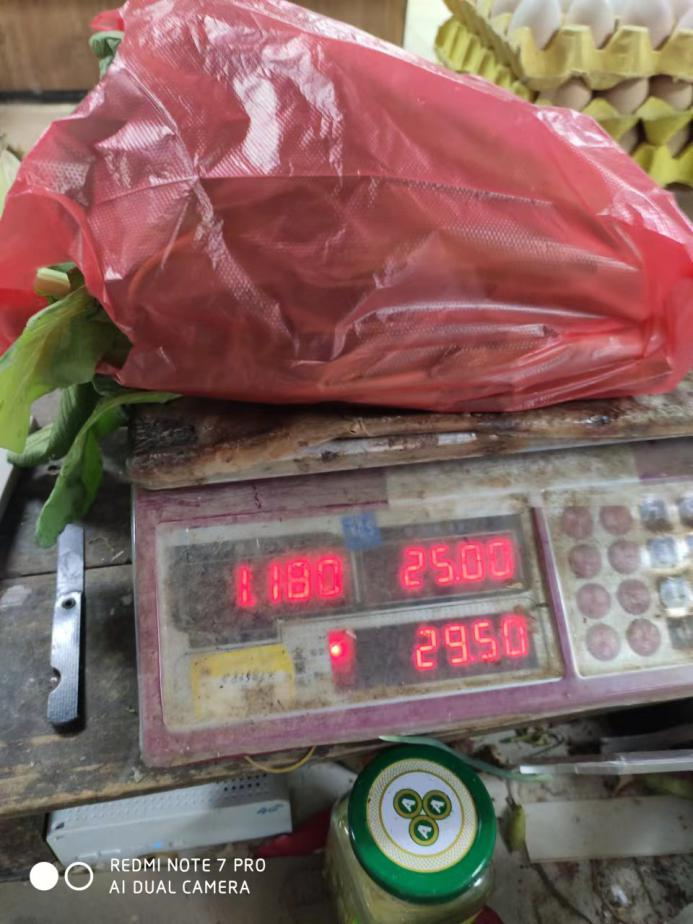 1.180
25.00
29.50
A
A A
REDMI NOTE 7 PRO
AI DUAL CAMERA